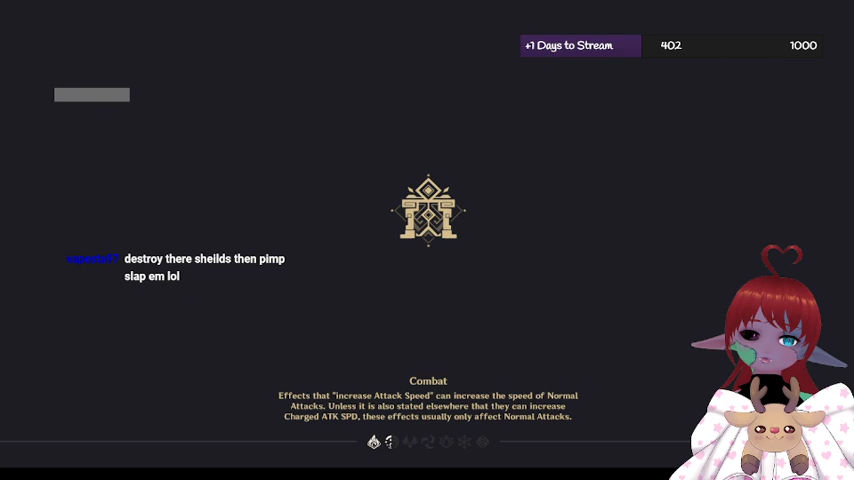 +1 Days to Stream 402 1000
destroy there sheilds then pimp
slap em lol
Combat
Effects that "increase Attack Speed" can increase the speed of Normal
Attacks. Unless it is also stated elsewhere that they can increase
Charged ATK SPD, these effects usually only affect Normal Attacks.